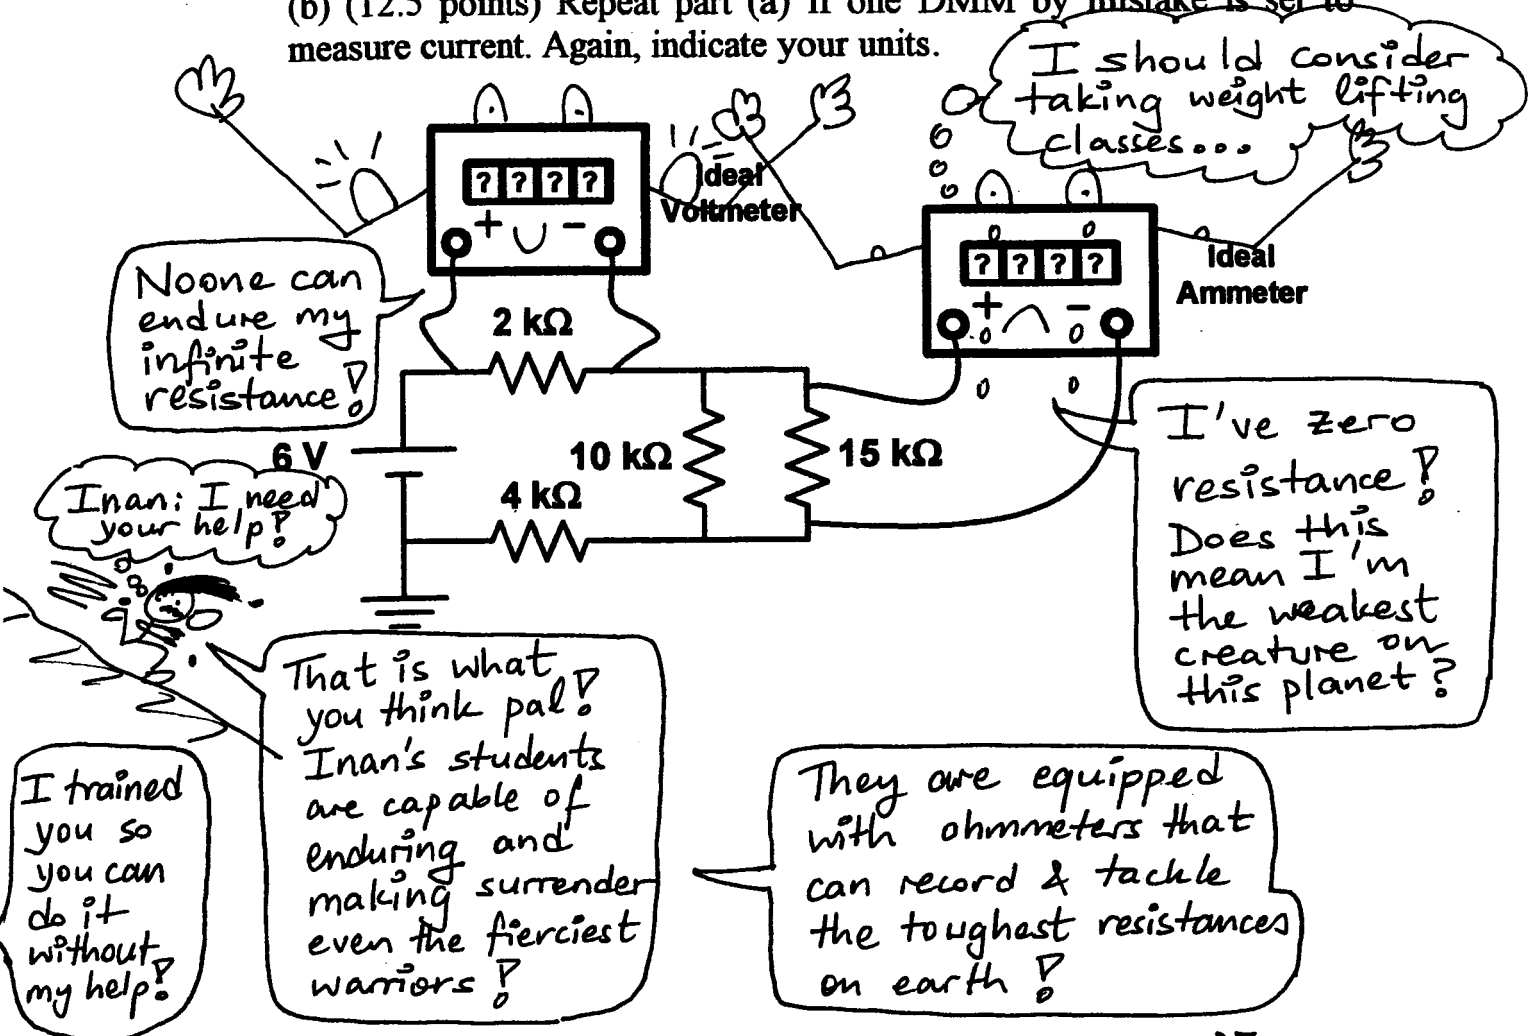 (b) (12.5 points) Repeat part (a) if one DMM by mistake is set to
measure current. Again, indicate your units.
I should consider
taking weight lifting
classes...
? ? ? ?
+ -
Ideal
Voltmeter
? ? ? ?
+ -
Ideal
Ammeter
Noone can
endure my
infinite
resistance!
2 kΩ
6 V
10 kΩ
15 kΩ
4 kΩ
I've zero
resistance!
Does this
mean I'm
the weakest
creature on
this planet?
Inan: I need
your help!
That is what
you think pal!
Inan's students
are capable of
enduring and
making surrender
even the fierciest
warriors!
They are equipped
with ohmmeters that
can record & tackle
the toughest resistances
on earth!
I trained
you so
you can
do it
without
my help!